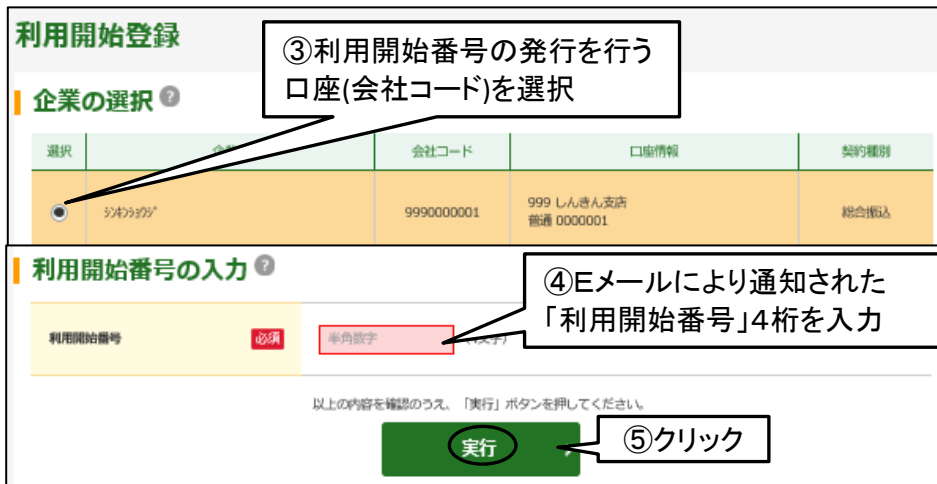 利用開始登録
③利用開始番号の発行を行う
口座(会社コード)を選択
企業の選択
選択
会社コード
口座情報
契約種別
ｼﾝｷﾝｼｮｳｼﾞ
9990000001
999 しんきん支店
普通 0000001
総合振込
利用開始番号の入力
④Eメールにより通知された
「利用開始番号」4桁を入力
利用開始番号
必須
半角数字
以上の内容を確認のうえ、「実行」ボタンを押してください。
実行
⑤クリック